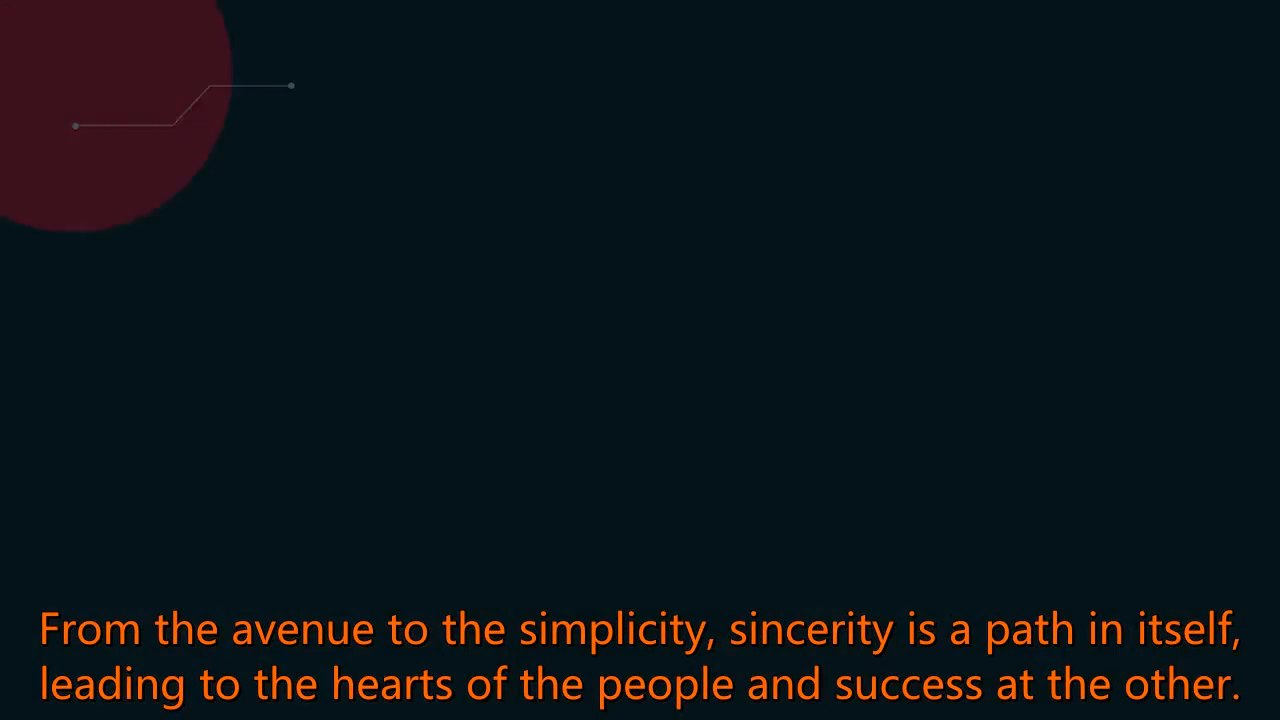 From the avenue to the simplicity, sincerity is a path in itself,
leading to the hearts of the people and success at the other.